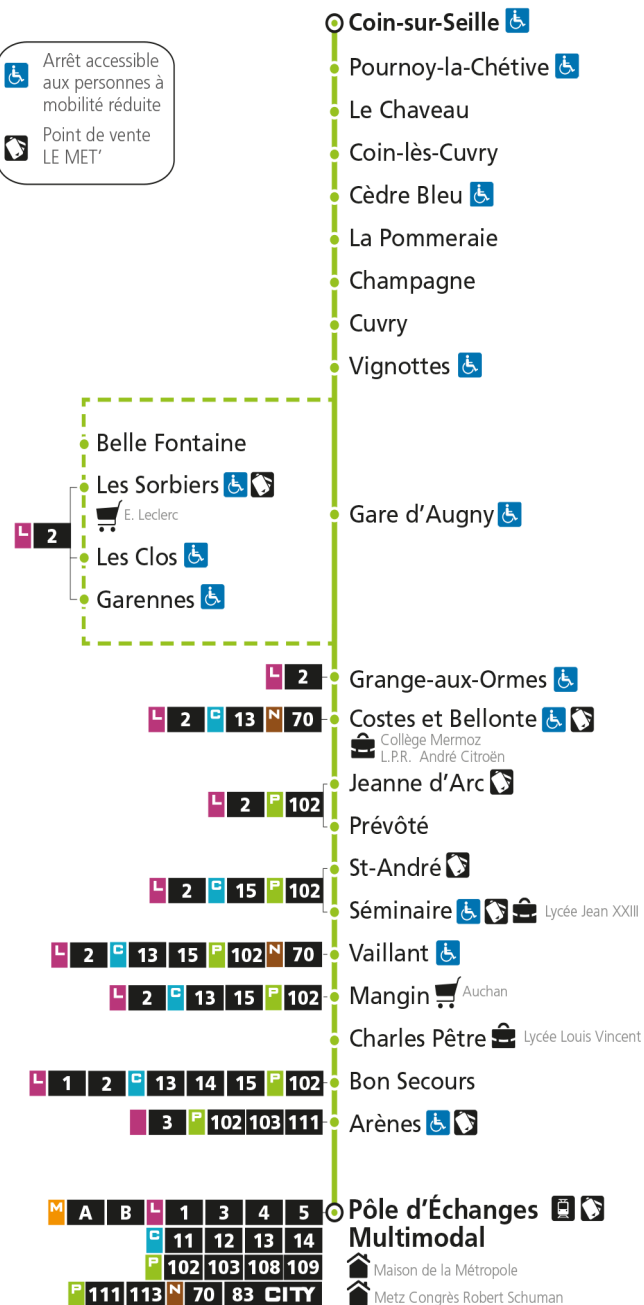 Coin-sur-Seille
Arrêt accessible
aux personnes à
mobilité réduite
Point de vente
LE MET'
Pournoy-la-Chétive
Le Chaveau
Coin-lès-Cuvry
Cèdre Bleu
La Pommeraie
Champagne
Cuvry
Vignottes
Belle Fontaine
Les Sorbiers
E. Leclerc
L 2
Les Clos
Garennes
Gare d'Augny
L 2 Grange-aux-Ormes
L 2 C 13 N 70 Costes et Bellonte
Collège Mermoz
L.P.R. André Citroën
Jeanne d'Arc
L 2 P 102
Prévôté
St-André
L 2 C 15 P 102
Séminaire Lycée Jean XXIII
L 2 C 13 15 P 102 N 70 Vaillant
L 2 C 13 15 P 102 Mangin Auchan
Charles Pêtre Lycée Louis Vincent
L 1 2 C 13 14 15 P 102 Bon Secours
3 P 102 103 111 Arènes
M A B L 1 3 4 5 Pôle d'Échanges
C 11 12 13 14 Multimodal
P 102 103 108 109 Maison de la Métropole
P 111 113 N 70 83 CITY Metz Congrès Robert Schuman